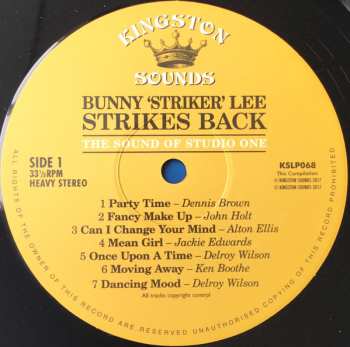 KINGSTON
SOUNDS
BUNNY 'STRIKER' LEE
STRIKES BACK
THE SOUND OF STUDIO ONE
SIDE 1
33⅓RPM
HEAVY STEREO
KSLP068
This Compilation
℗ KINGSTON SOUNDS 2017
© KINGSTON SOUNDS 2017
1 Party Time – Dennis Brown
2 Fancy Make Up – John Holt
3 Can I Change Your Mind – Alton Ellis
4 Mean Girl – Jackie Edwards
5 Once Upon A Time – Delroy Wilson
6 Moving Away – Ken Boothe
7 Dancing Mood – Delroy Wilson
All tracks copyright control
ALL RIGHTS OF THE OWNER OF THIS RECORD ARE RESERVED UNAUTHORISED COPYING OF THIS RECORD PROHIBITED